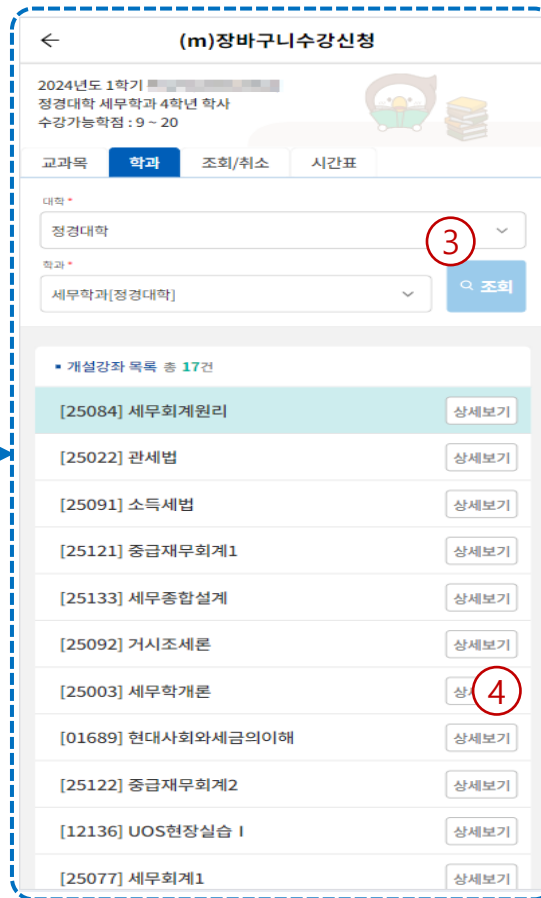 (m)장바구니수강신청
2024년도 1학기
정경대학 세무학과 4학년 학사
수강가능학점 : 9 ~ 20
교과목 학과 조회/취소 시간표
대학 *
정경대학
③
학과 *
세무학과[정경대학]
조회
개설강좌 목록 총 17건
[25084] 세무회계원리 상세보기
[25022] 관세법 상세보기
[25091] 소득세법 상세보기
[25121] 중급재무회계1 상세보기
[25133] 세무종합설계 상세보기
[25092] 거시조세론 상세보기
[25003] 세무학개론 상세 ④
[01689] 현대사회와세금의이해 상세보기
[25122] 중급재무회계2 상세보기
[12136] UOS현장실습 I 상세보기
[25077] 세무회계1 상세보기